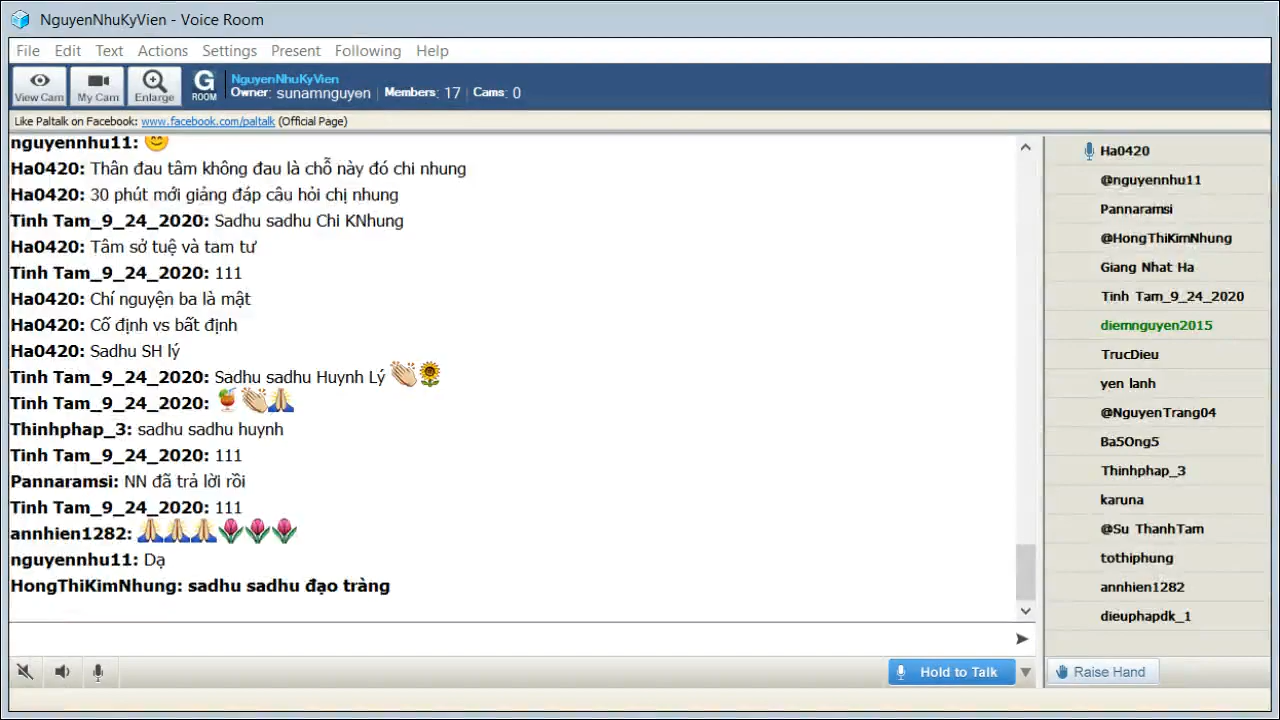 NguyenNhuKyVien - Voice Room
File Edit Text Actions Settings Present Following Help
View Cam My Cam Enlarge G ROOM NguyenNhuKyVien
Owner: sunamnguyen Members: 17 Cams: 0
Like Paltalk on Facebook: www.facebook.com/paltalk (Official Page)
nguyennhu11: 😊
Ha0420: Thân đau tâm không đau là chỗ này đó chi nhung
Ha0420: 30 phút mới giảng đáp câu hỏi chị nhung
Tinh Tam_9_24_2020: Sadhu sadhu Chi KNhung
Ha0420: Tâm sở tuệ và tam tư
Tinh Tam_9_24_2020: 111
Ha0420: Chí nguyện ba là mật
Ha0420: Cố định vs bất định
Ha0420: Sadhu SH lý
Tinh Tam_9_24_2020: Sadhu sadhu Huynh Lý 👏🌻
Tinh Tam_9_24_2020: 🍹👏🙏
Thinhphap_3: sadhu sadhu huynh
Tinh Tam_9_24_2020: 111
Pannaramsi: NN đã trả lời rồi
Tinh Tam_9_24_2020: 111
annhien1282: 🙏🙏🙏🌷🌷🌷
nguyennhu11: Dạ
HongThiKimNhung: sadhu sadhu đạo tràng
Hold to Talk
Ha0420
@nguyennhu11
Pannaramsi
@HongThiKimNhung
Giang Nhat Ha
Tinh Tam_9_24_2020
diemnguyen2015
TrucDieu
yen lanh
@NguyenTrang04
Ba5Ong5
Thinhphap_3
karuna
@Su ThanhTam
tothiphung
annhien1282
dieuphapdk_1
Raise Hand